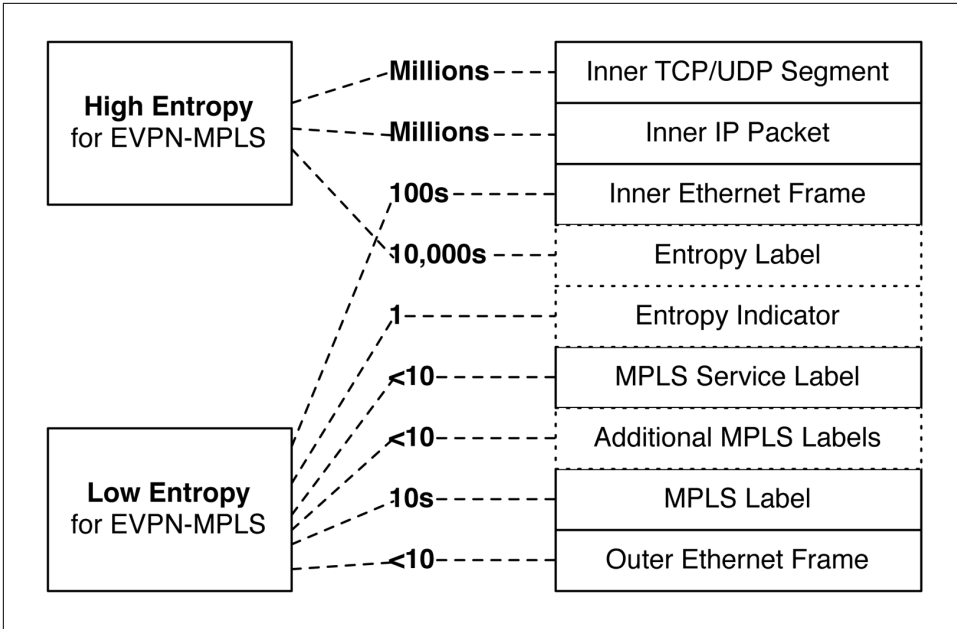 High Entropy
for EVPN-MPLS
Millions
Inner TCP/UDP Segment
Millions
Inner IP Packet
100s
Inner Ethernet Frame
10,000s
Entropy Label
1
Entropy Indicator
<10
MPLS Service Label
Low Entropy
for EVPN-MPLS
<10
Additional MPLS Labels
10s
MPLS Label
<10
Outer Ethernet Frame